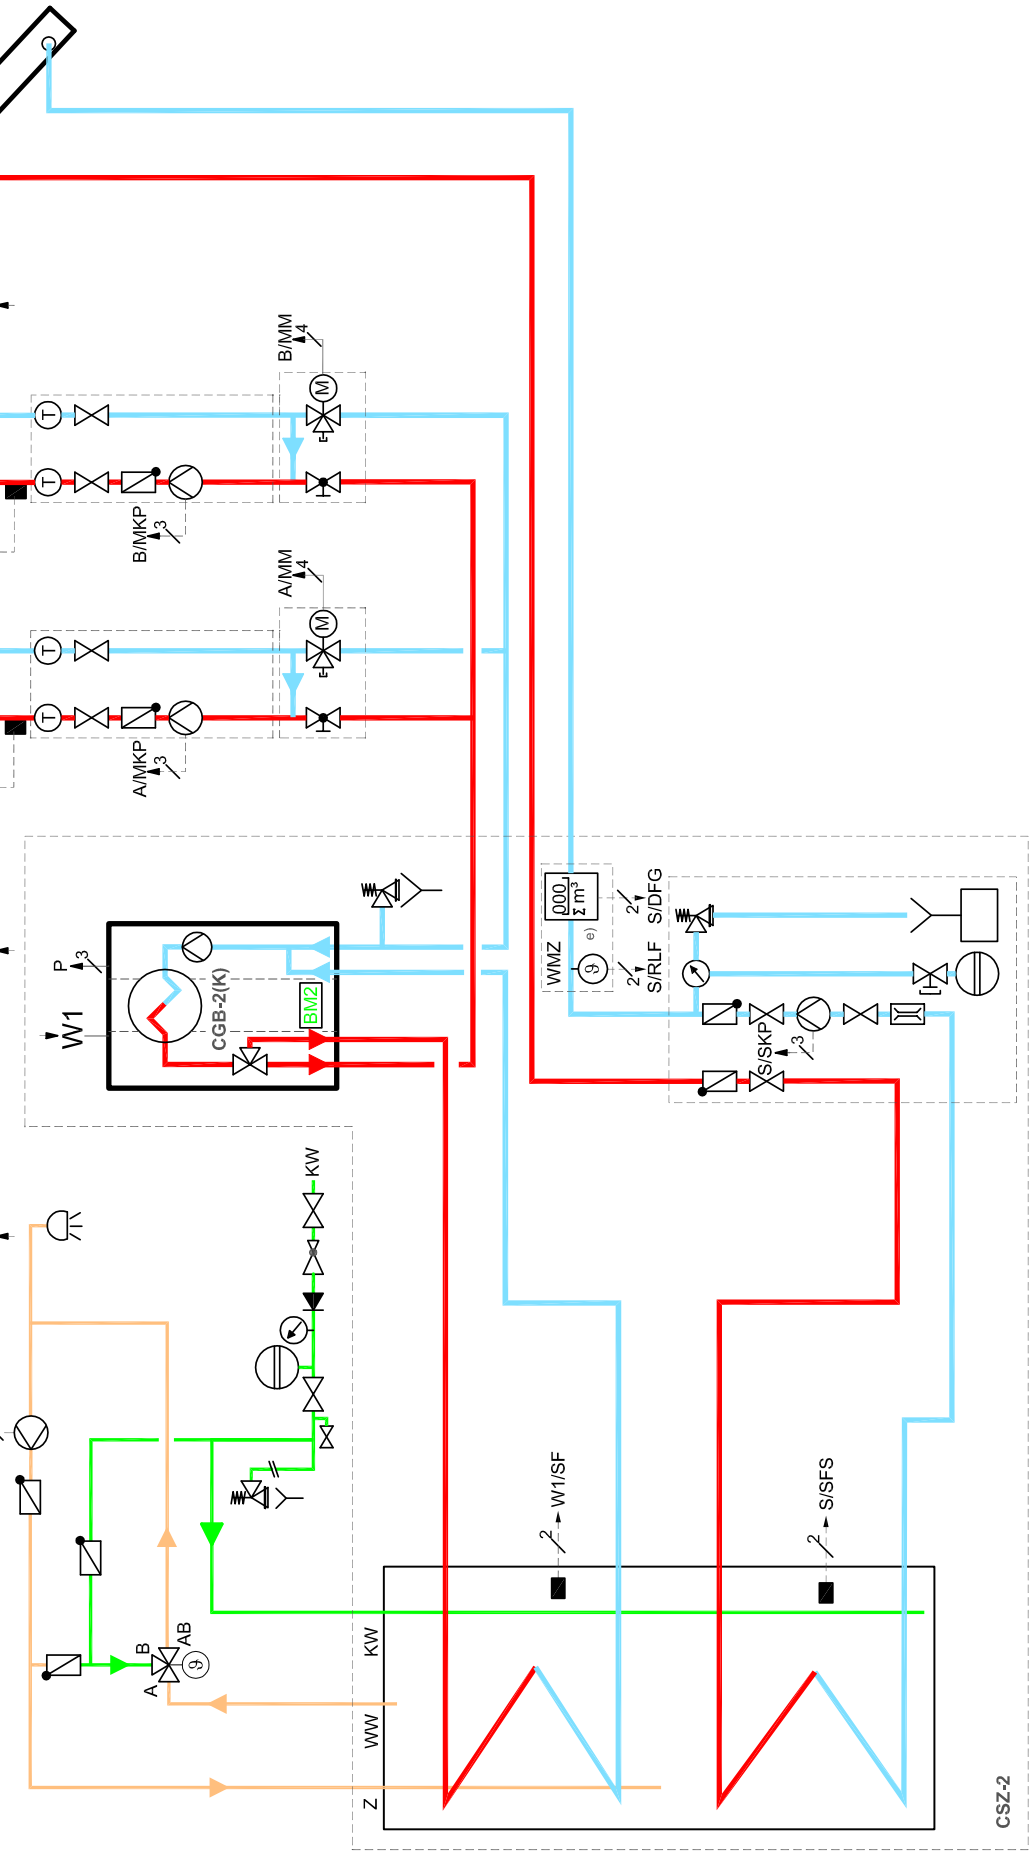 B/MM
4
T
M
T
B/MKP
3
A/MM
4
T
M
T
A/MKP
3
P
3
W1
CGB-2(K)
BM2
000
Σ m³
WMZ
e)
ϑ
2
S/DFG
2
S/RLF
S/SKP
3
KW
2
W1/SF
2
S/SFS
B
AB
A
ϑ
KW
WW
Z
CSZ-2